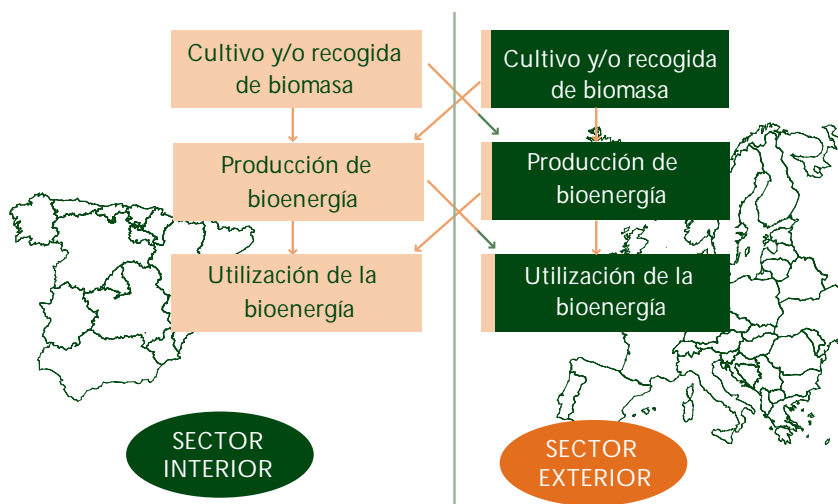 Cultivo y/o recogida
de biomasa
Producción de
bioenergía
Utilización de la
bioenergía
SECTOR
INTERIOR
Cultivo y/o recogida
de biomasa
Producción de
bioenergía
Utilización de la
bioenergía
SECTOR
EXTERIOR